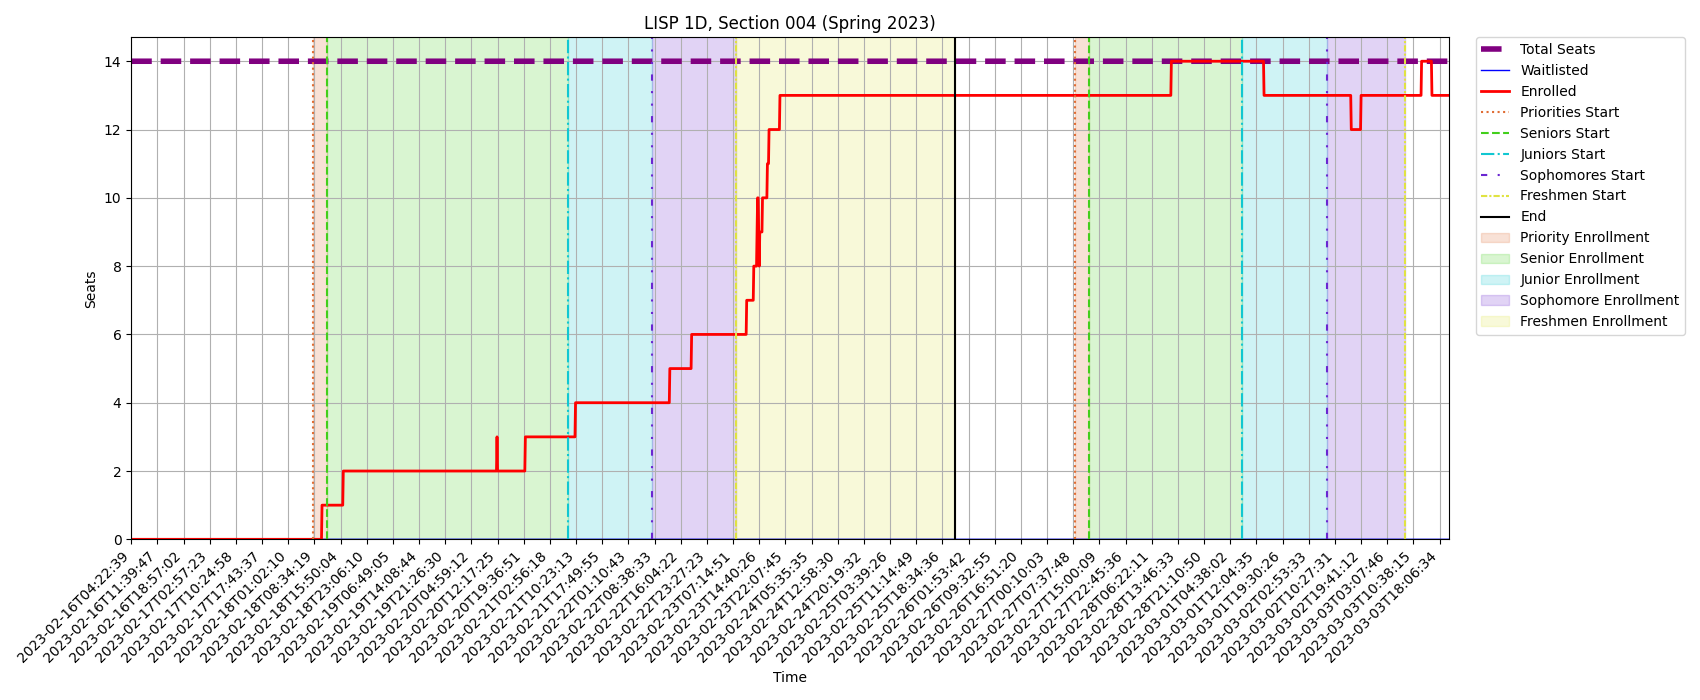 LISP 1D, Section 004 (Spring 2023)
14
12
10
8
6
4
2
0
Seats
2023-02-16T04:22:39
2023-02-16T11:39:47
2023-02-16T18:57:02
2023-02-17T02:57:23
2023-02-17T10:24:58
2023-02-17T17:43:37
2023-02-18T01:02:10
2023-02-18T08:34:19
2023-02-18T15:50:04
2023-02-18T23:06:10
2023-02-19T06:49:05
2023-02-19T14:08:44
2023-02-19T21:26:30
2023-02-20T04:59:12
2023-02-20T12:17:25
2023-02-20T19:36:51
2023-02-21T02:56:18
2023-02-21T10:23:13
2023-02-21T17:49:55
2023-02-22T01:10:43
2023-02-22T08:38:33
2023-02-22T16:04:22
2023-02-22T23:27:23
2023-02-23T07:14:51
2023-02-23T14:40:26
2023-02-23T22:07:45
2023-02-24T05:35:35
2023-02-24T12:58:30
2023-02-24T20:19:32
2023-02-25T03:39:26
2023-02-25T11:14:49
2023-02-25T18:34:36
2023-02-26T01:53:42
2023-02-26T09:32:55
2023-02-26T16:51:20
2023-02-27T00:10:03
2023-02-27T07:37:48
2023-02-27T15:00:09
2023-02-27T22:45:36
2023-02-28T06:22:11
2023-02-28T13:46:33
2023-02-28T21:10:50
2023-03-01T04:38:02
2023-03-01T12:04:35
2023-03-01T19:30:26
2023-03-02T02:53:33
2023-03-02T10:27:31
2023-03-02T19:41:12
2023-03-03T03:07:46
2023-03-03T10:38:15
2023-03-03T18:06:34
Time
Total Seats
Waitlisted
Enrolled
Priorities Start
Seniors Start
Juniors Start
Sophomores Start
Freshmen Start
End
Priority Enrollment
Senior Enrollment
Junior Enrollment
Sophomore Enrollment
Freshmen Enrollment